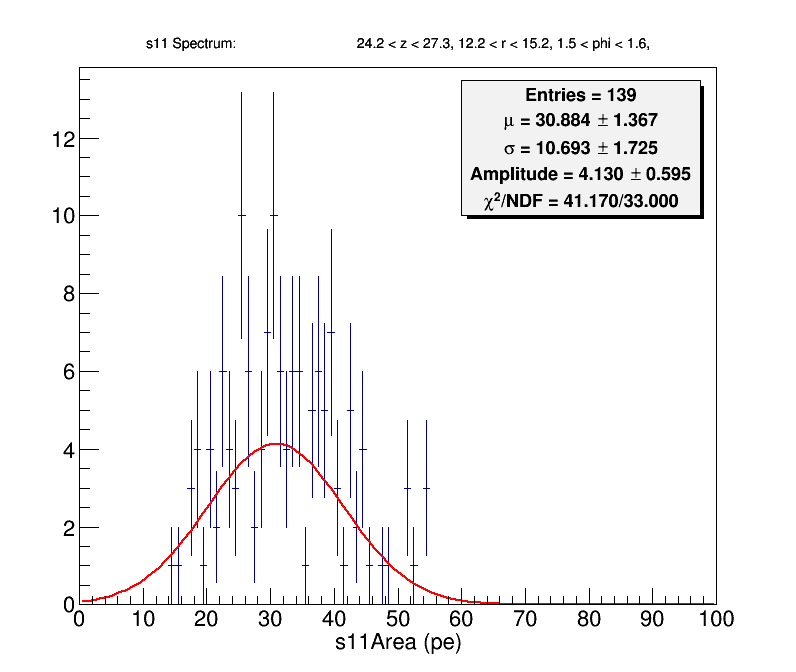 s11 Spectrum: 24.2 < z < 27.3, 12.2 < r < 15.2, 1.5 < phi < 1.6,
Entries = 139
μ = 30.884 ± 1.367
σ = 10.693 ± 1.725
Amplitude = 4.130 ± 0.595
χ²/NDF = 41.170/33.000
12
10
8
6
4
2
0
0 10 20 30 40 50 60 70 80 90 100
s11Area (pe)